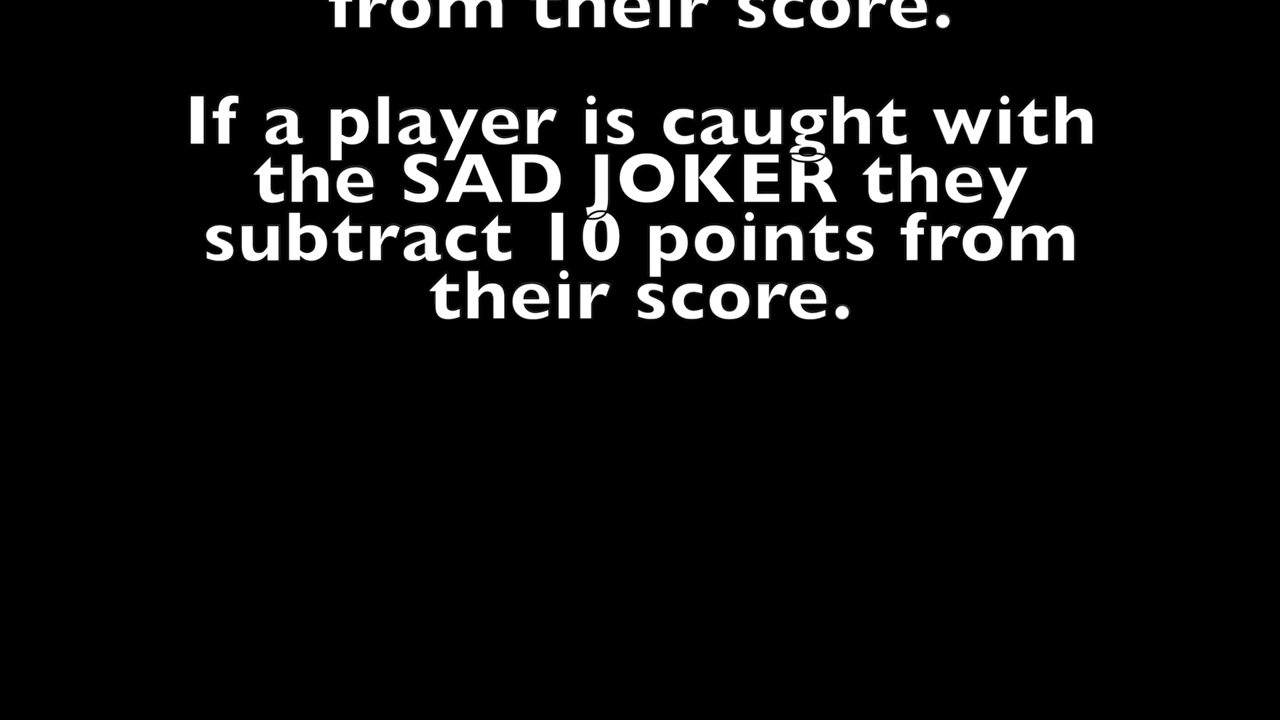 from their score.
If a player is caught with
the SAD JOKER they
subtract 10 points from
their score.